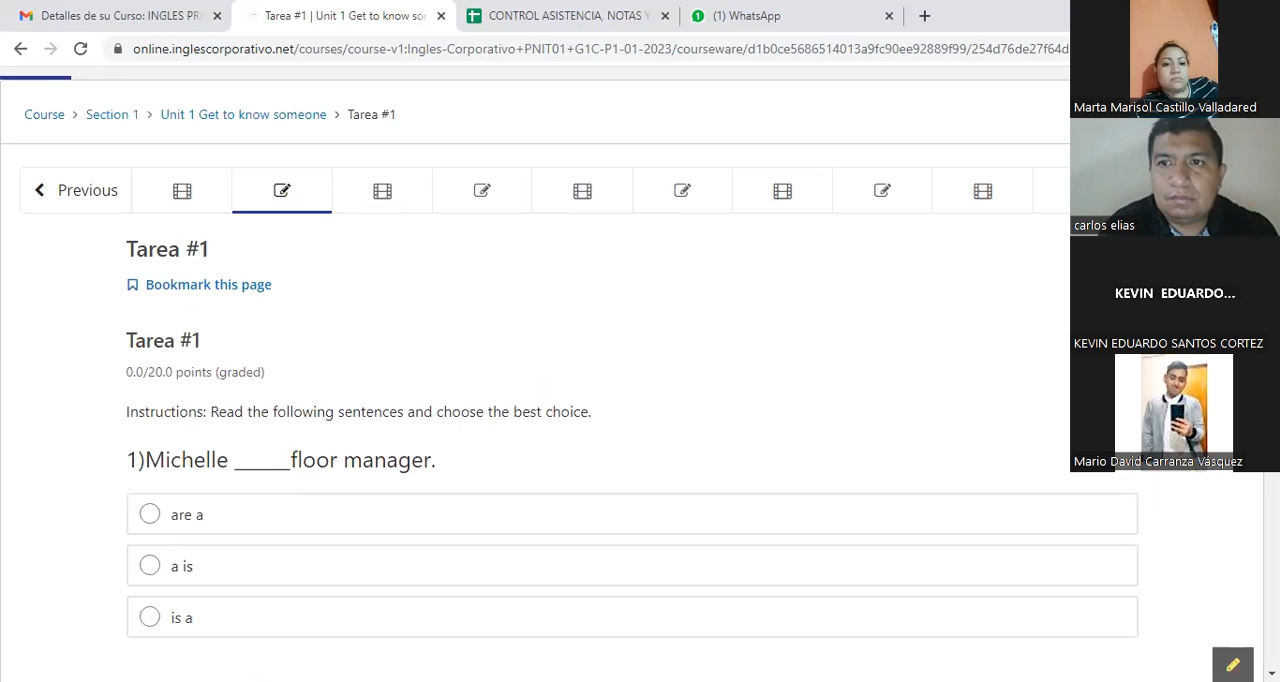 Detalles de su Curso: INGLES PRI
Tarea #1 | Unit 1 Get to know sor
CONTROL ASISTENCIA, NOTAS Y
(1) WhatsApp
online.inglescorporativo.net/courses/course-v1:Ingles-Corporativo+PNIT01+G1C-P1-01-2023/courseware/d1b0ce5686514013a9fc90ee92889f99/254d76de27f64d
Course > Section 1 > Unit 1 Get to know someone > Tarea #1
Previous
Tarea #1
Bookmark this page
Tarea #1
0.0/20.0 points (graded)
Instructions: Read the following sentences and choose the best choice.
1)Michelle ______floor manager.
are a
a is
is a
Marta Marisol Castillo Valladared
carlos elias
KEVIN EDUARDO...
KEVIN EDUARDO SANTOS CORTEZ
Mario David Carranza Vásquez